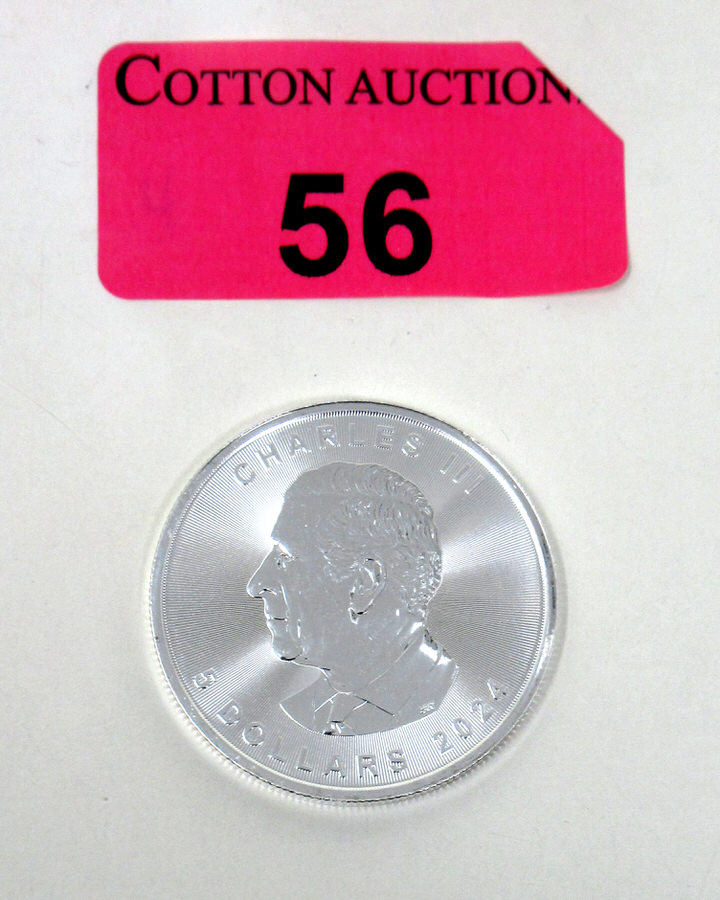 COTTON AUCTION
56
CHARLES III
5 DOLLARS 2024